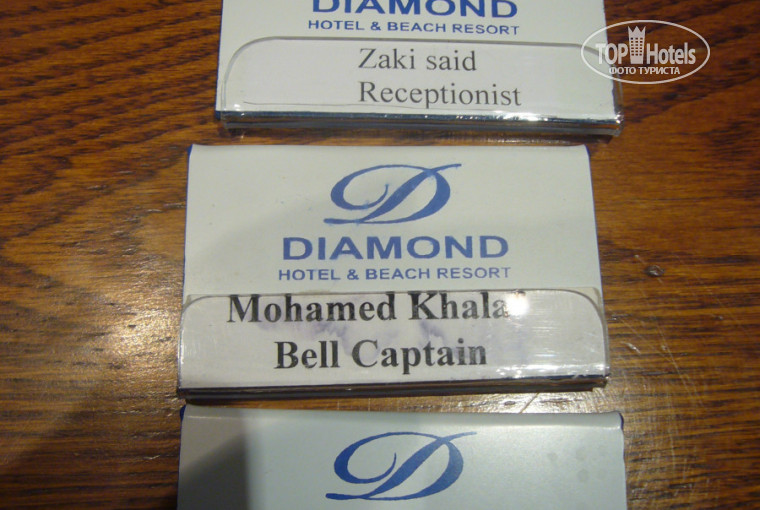 DIAMOND
HOTEL & BEACH RESORT
Zaki said
Receptionist
TOP Hotels
ФОТО ТУРИСТА
D
DIAMOND
HOTEL & BEACH RESORT
Mohamed Khalaf
Bell Captain
D